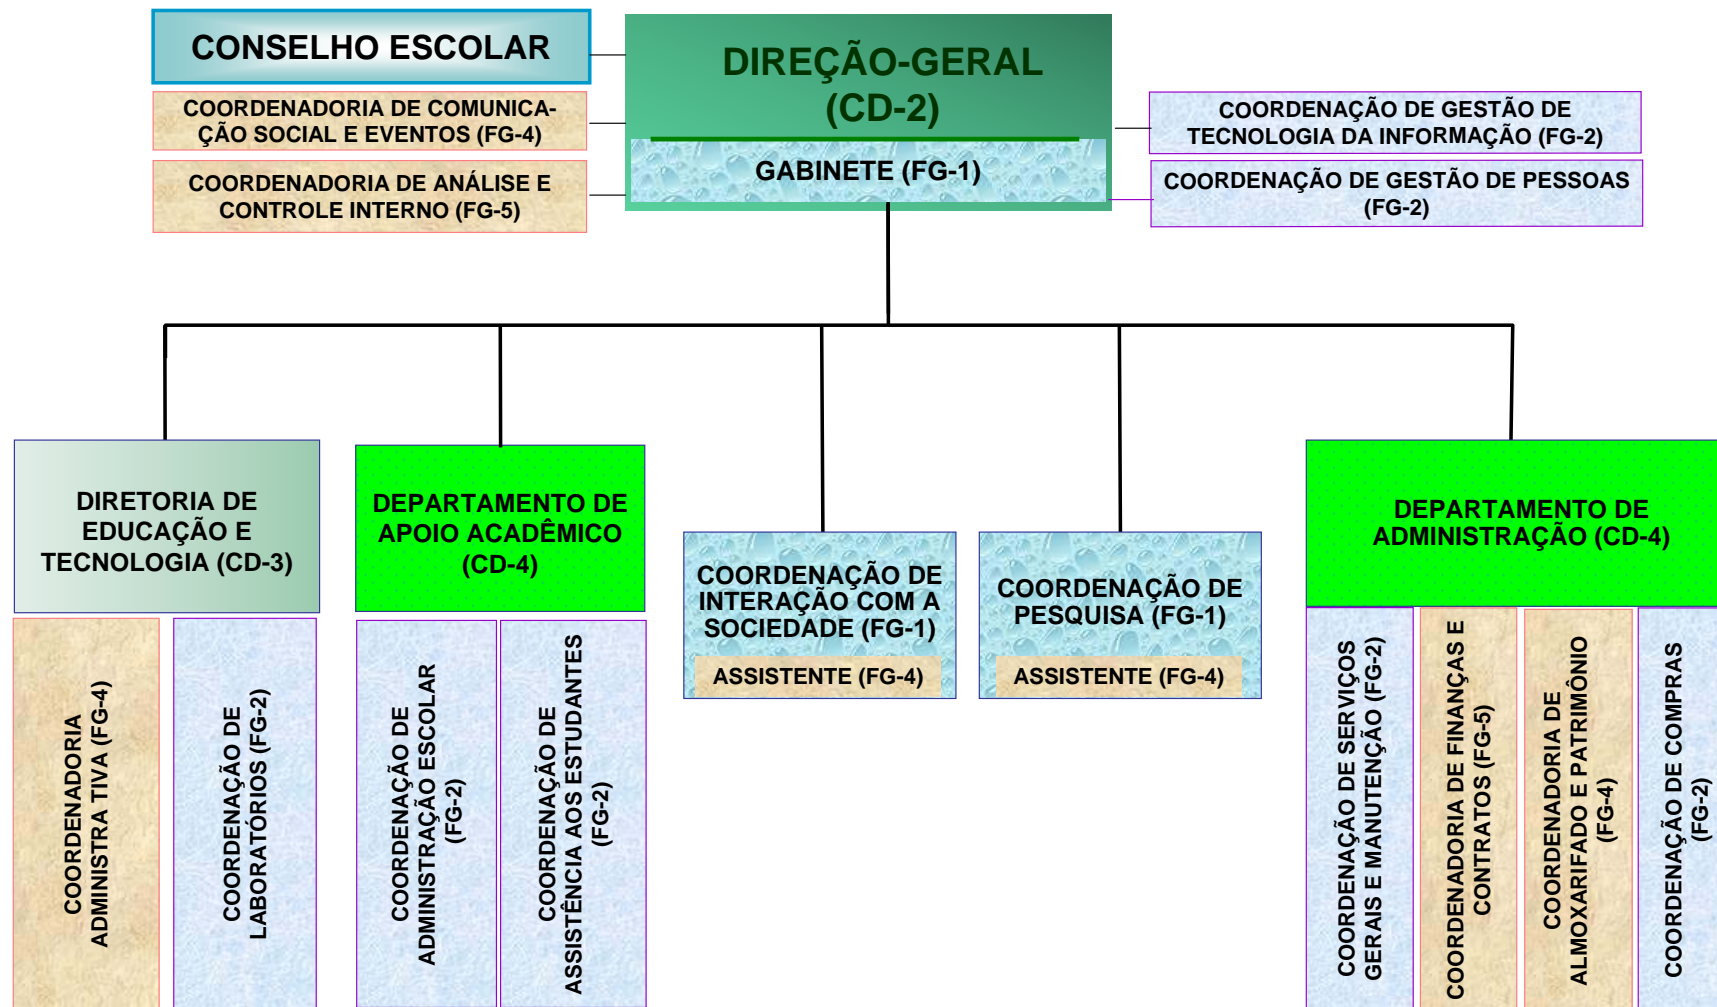 CONSELHO ESCOLAR
DIREÇÃO-GERAL
(CD-2)
GABINETE (FG-1)
COORDENADORIA DE COMUNICA-
ÇÃO SOCIAL E EVENTOS (FG-4)
COORDENADORIA DE ANÁLISE E
CONTROLE INTERNO (FG-5)
COORDENAÇÃO DE GESTÃO DE
TECNOLOGIA DA INFORMAÇÃO (FG-2)
COORDENAÇÃO DE GESTÃO DE PESSOAS
(FG-2)
DIRETORIA DE
EDUCAÇÃO E
TECNOLOGIA (CD-3)
COORDENADORIA
ADMINISTRA TIVA (FG-4)
COORDENAÇÃO DE
LABORATÓRIOS (FG-2)
DEPARTAMENTO DE
APOIO ACADÊMICO
(CD-4)
COORDENAÇÃO DE
ADMINISTRAÇÃO ESCOLAR
(FG-2)
COORDENAÇÃO DE
ASSISTÊNCIA AOS ESTUDANTES
(FG-2)
COORDENAÇÃO DE
INTERAÇÃO COM A
SOCIEDADE (FG-1)
ASSISTENTE (FG-4)
COORDENAÇÃO DE
PESQUISA (FG-1)
ASSISTENTE (FG-4)
DEPARTAMENTO DE
ADMINISTRAÇÃO (CD-4)
COORDENAÇÃO DE SERVIÇOS
GERAIS E MANUTENÇÃO (FG-2)
COORDENADORIA DE FINANÇAS E
CONTRATOS (FG-5)
COORDENADORIA DE
ALMOXARIFADO E PATRIMÔNIO
(FG-4)
COORDENAÇÃO DE COMPRAS
(FG-2)